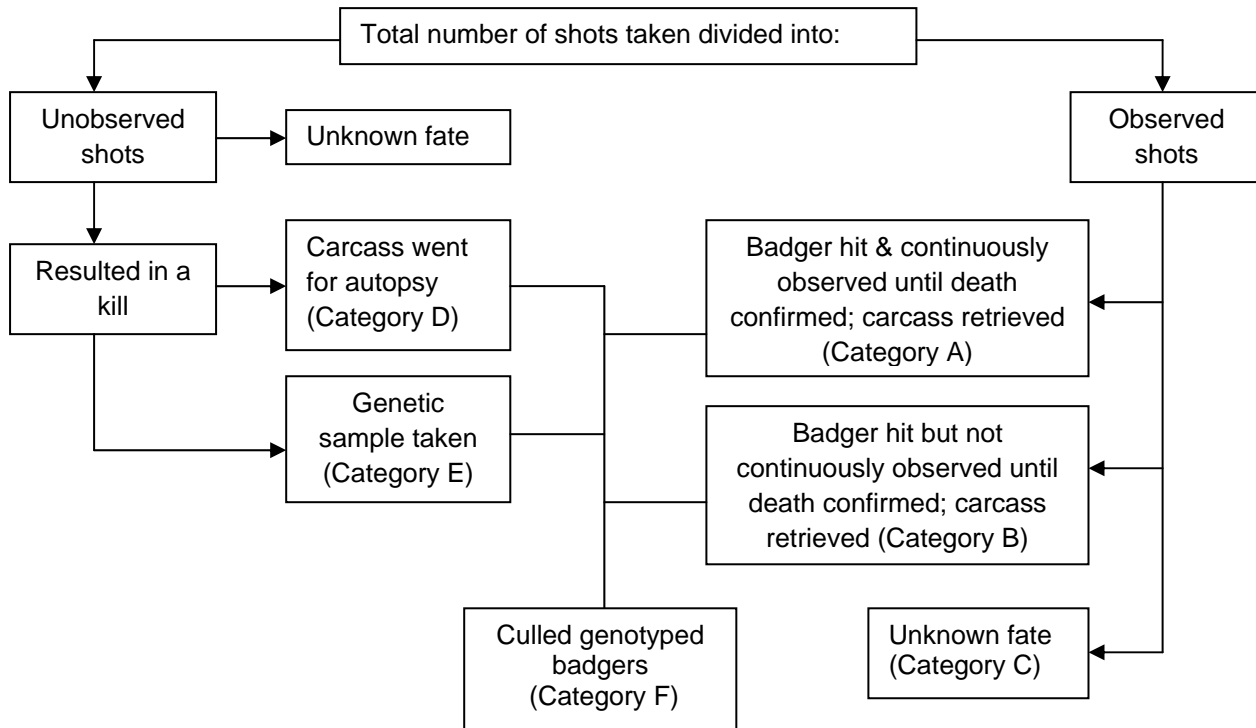 Total number of shots taken divided into:
Unobserved
shots
Unknown fate
Observed
shots
Resulted in a
kill
Carcass went
for autopsy
(Category D)
Badger hit & continuously
observed until death
confirmed; carcass retrieved
(Category A)
Genetic
sample taken
(Category E)
Badger hit but not
continuously observed until
death confirmed; carcass
retrieved (Category B)
Culled genotyped
badgers
(Category F)
Unknown fate
(Category C)